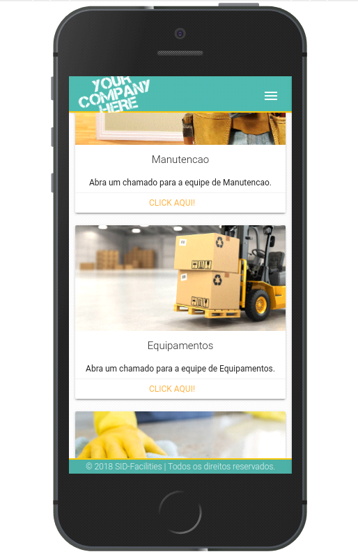 YOUR
COMPANY
HERE
Manutencao
Abra um chamado para a equipe de Manutencao.
CLICK AQUI!
Equipamentos
Abra um chamado para a equipe de Equipamentos.
CLICK AQUI!
© 2018 SID-Facilities | Todos os direitos reservados.